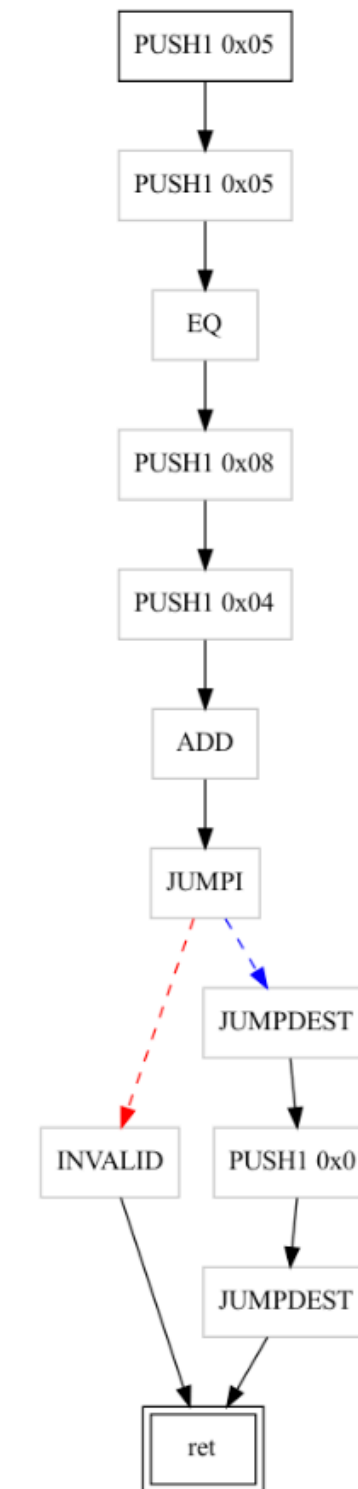 PUSH1 0x05
PUSH1 0x05
EQ
PUSH1 0x08
PUSH1 0x04
ADD
JUMPI
JUMPDEST
INVALID
PUSH1 0x0
JUMPDEST
ret